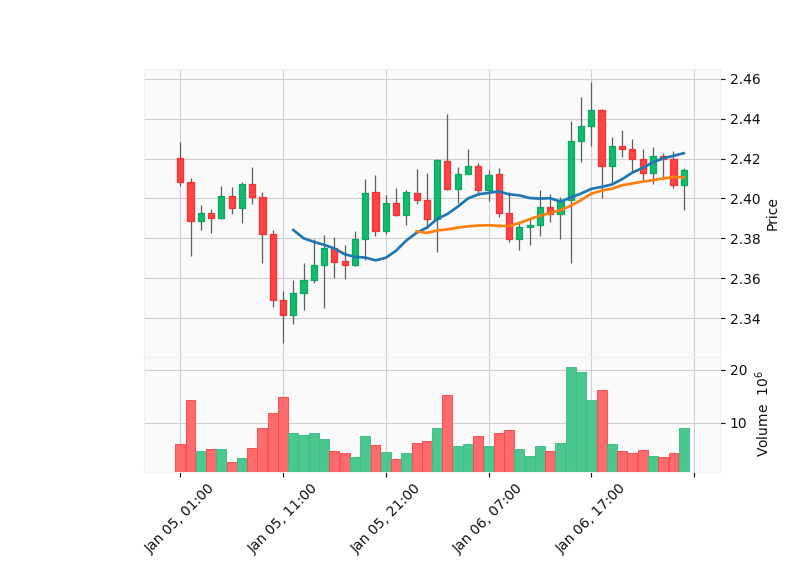 2.46
2.44
2.42
2.40
2.38
2.36
2.34
Price
20
10
Volume 10⁶
Jan 05, 01:00
Jan 05, 11:00
Jan 05, 21:00
Jan 06, 07:00
Jan 06, 17:00